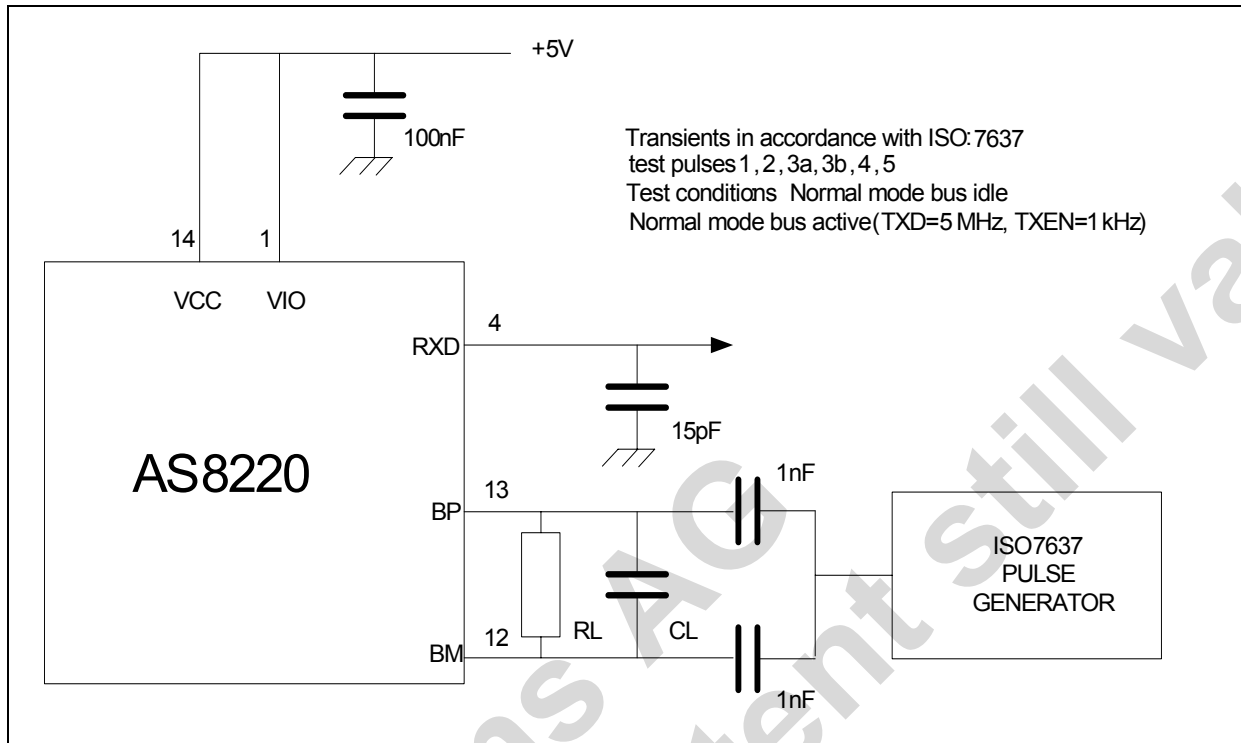 +5V
100nF
Transients in accordance with ISO:7637
test pulses 1, 2, 3a, 3b, 4, 5
Test conditions Normal mode bus idle
Normal mode bus active (TXD=5 MHz, TXEN=1 kHz)
14
1
VCC
VIO
RXD
4
15pF
AS8220
1nF
BP
13
ISO7637
PULSE
GENERATOR
BM
12
RL
CL
1nF
AG
still